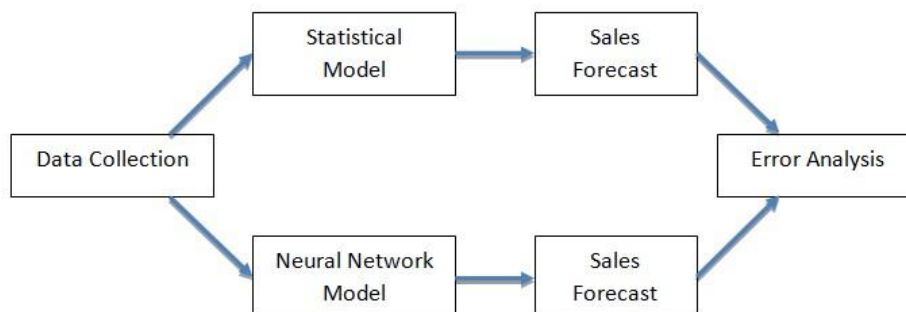 Statistical
Model
Sales
Forecast
Data Collection
Error Analysis
Neural Network
Model
Sales
Forecast